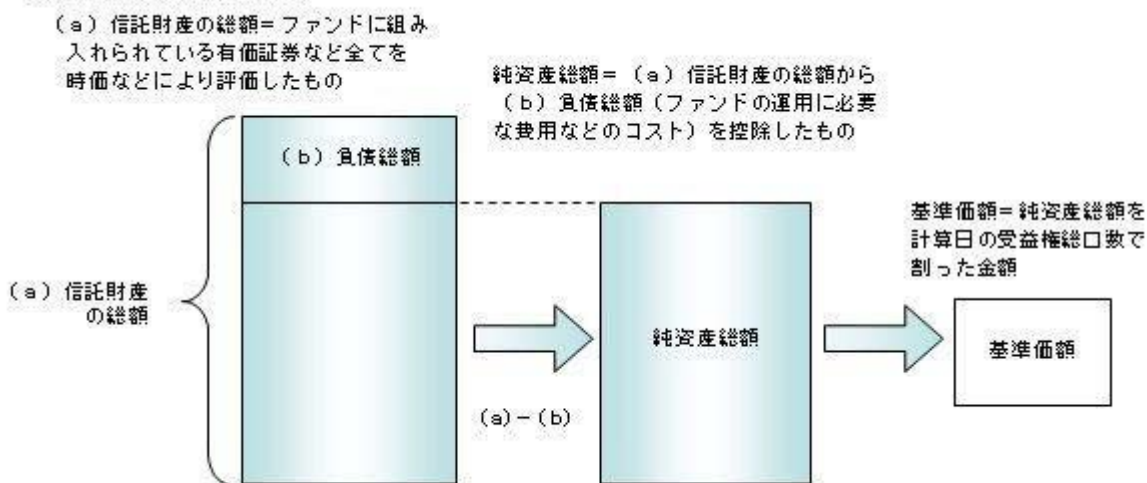 （a）信託財産の総額＝ファンドに組み
入れられている有価証券など全てを
時価などにより評価したもの
純資産総額＝（a）信託財産の総額から
（b）負債総額（ファンドの運用に必要
な費用などのコスト）を控除したもの
（b）負債総額
基準価額＝純資産総額を
計算日の受益権総口数で
割った金額
（a）信託財産
の総額
純資産総額
基準価額
(a)－(b)